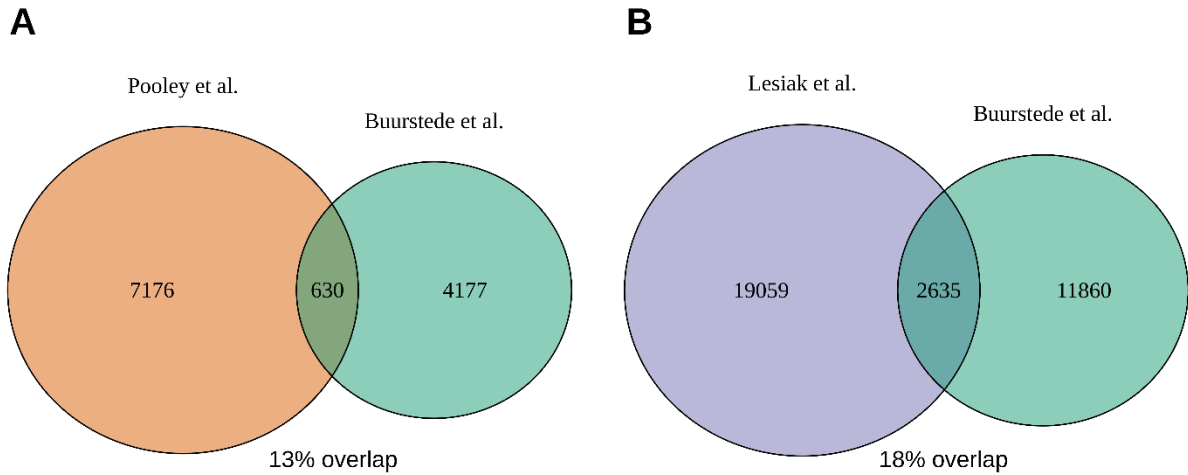 A
Pooley et al.
Buurstede et al.
7176
630
4177
13% overlap
B
Lesiak et al.
Buurstede et al.
19059
2635
11860
18% overlap